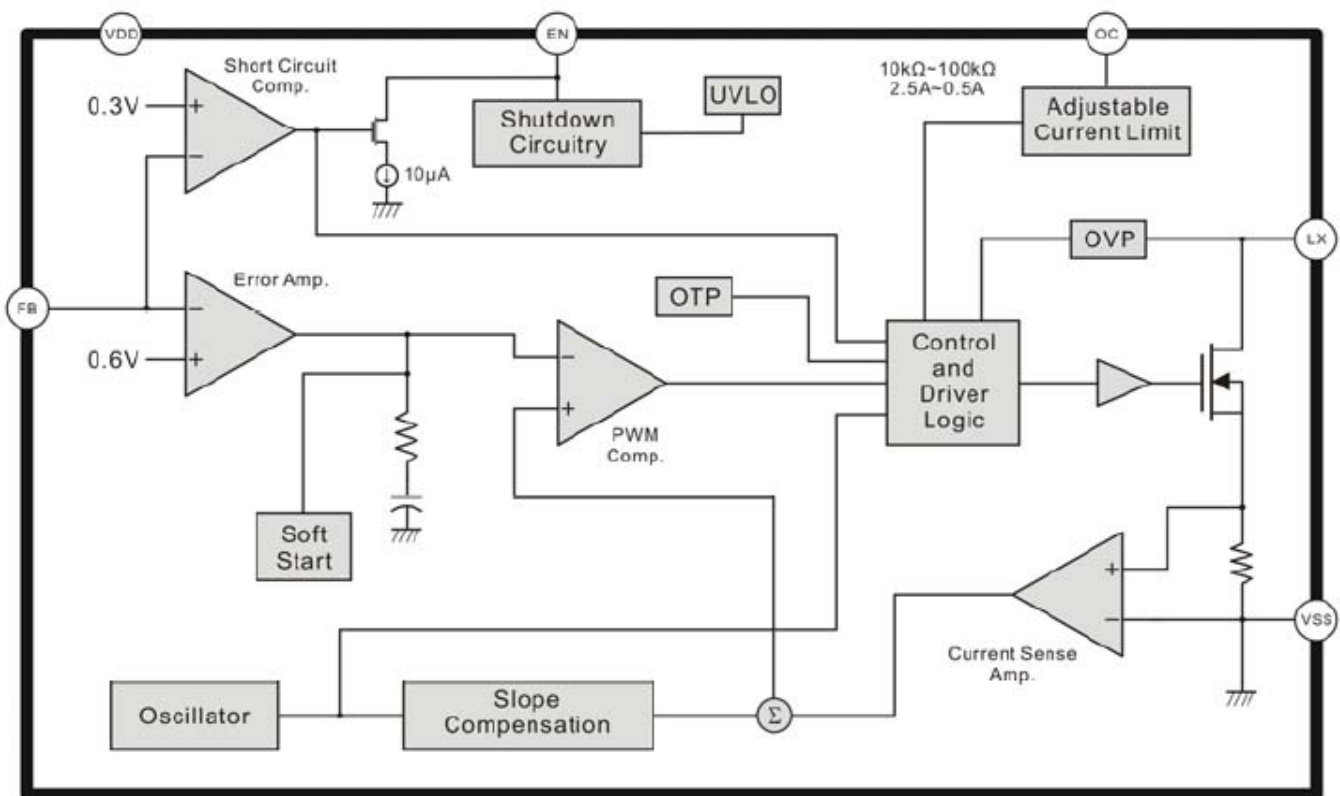 VDD
EN
OC
Short Circuit
Comp.
0.3V
+
−
10μA
Shutdown
Circuitry
UVLO
10kΩ~100kΩ
2.5A~0.5A
Adjustable
Current Limit
OVP
LX
FB
Error Amp.
−
0.6V
+
OTP
−
+
PWM
Comp.
Control
and
Driver
Logic
Soft
Start
+
−
Current Sense
Amp.
VSS
Oscillator
Slope
Compensation
Σ